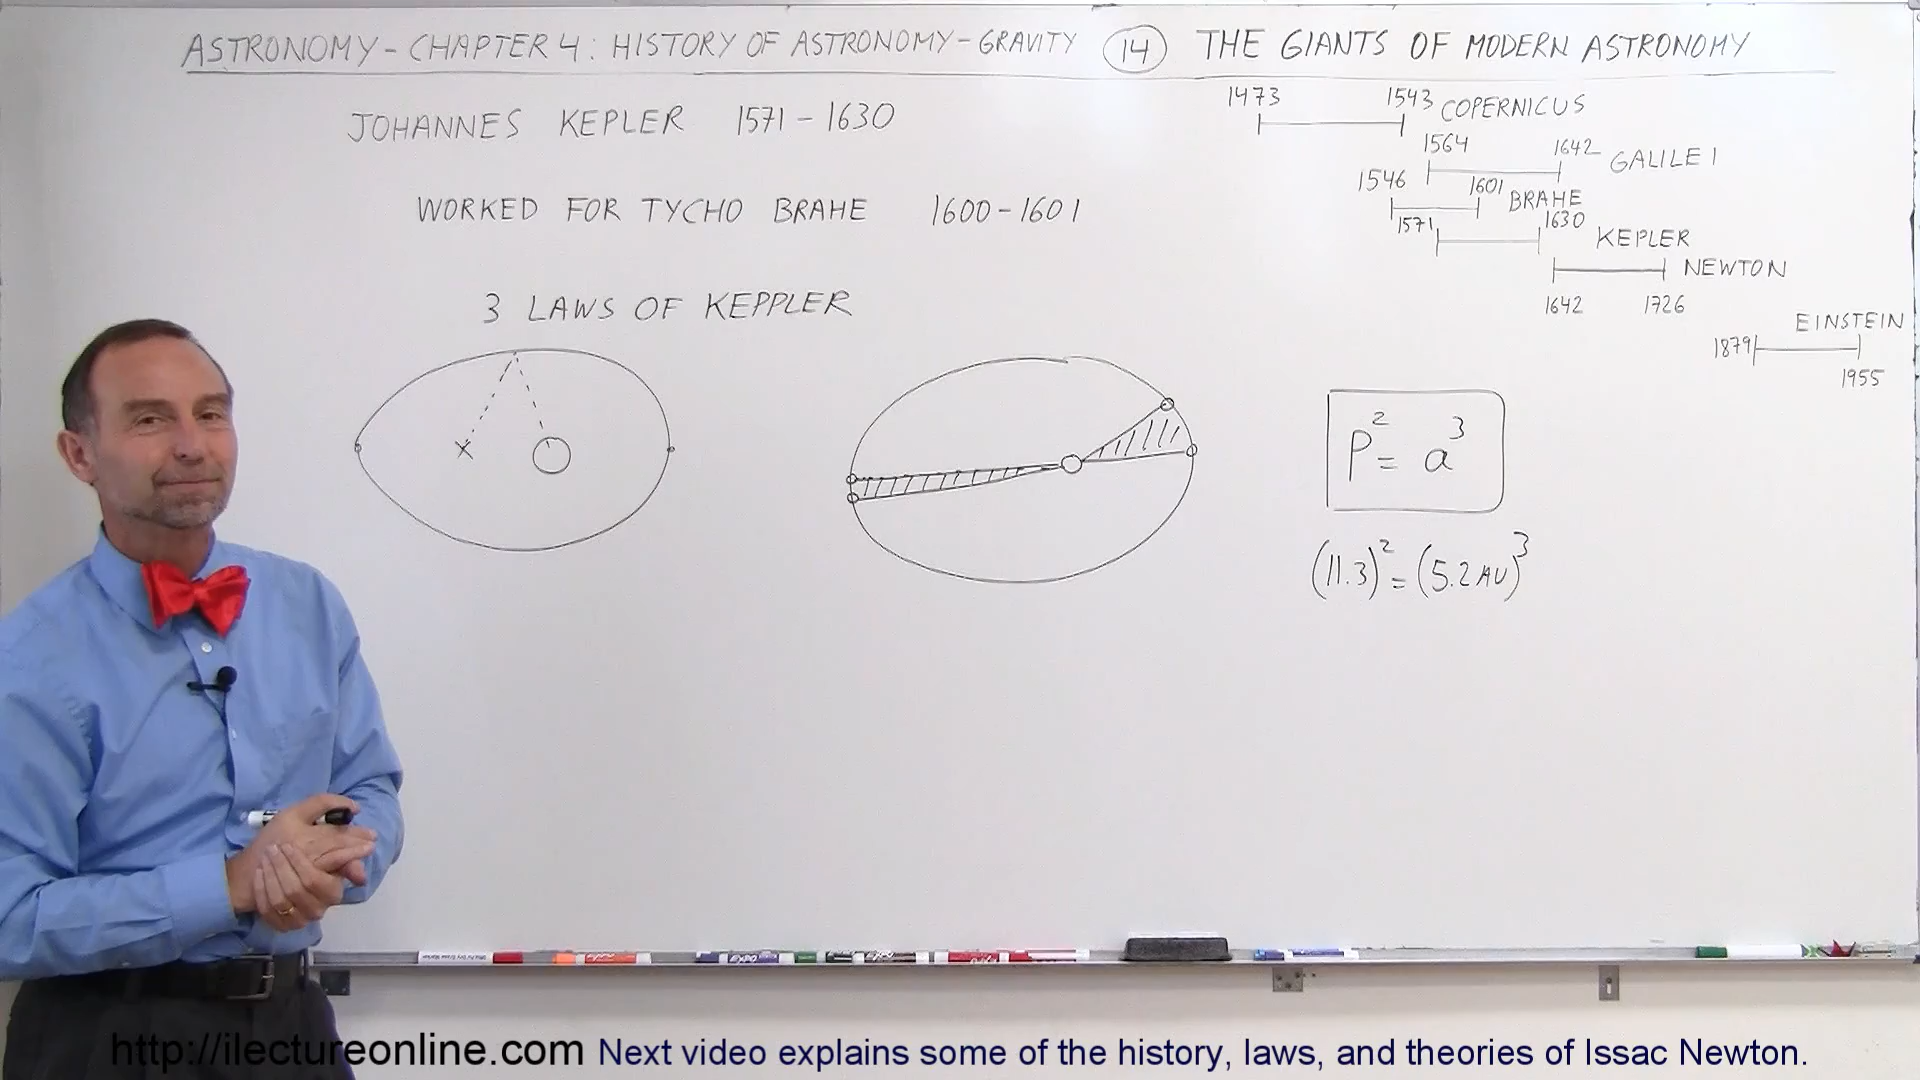 ASTRONOMY - CHAPTER 4: HISTORY OF ASTRONOMY - GRAVITY 14 THE GIANTS OF MODERN ASTRONOMY
JOHANNES KEPLER 1571 - 1630
WORKED FOR TYCHO BRAHE 1600 - 1601
3 LAWS OF KEPPLER
X
1473 1543 COPERNICUS
1564 1642 GALILEI
1546 1601 BRAHE
1571 1630 KEPLER
NEWTON
1642 1726
EINSTEIN
1879 1955
P² = a³
(11.3)² = (5.2 AU)³
EXPO
EXPO
http://ilectureonline.com Next video explains some of the history, laws, and theories of Issac Newton.